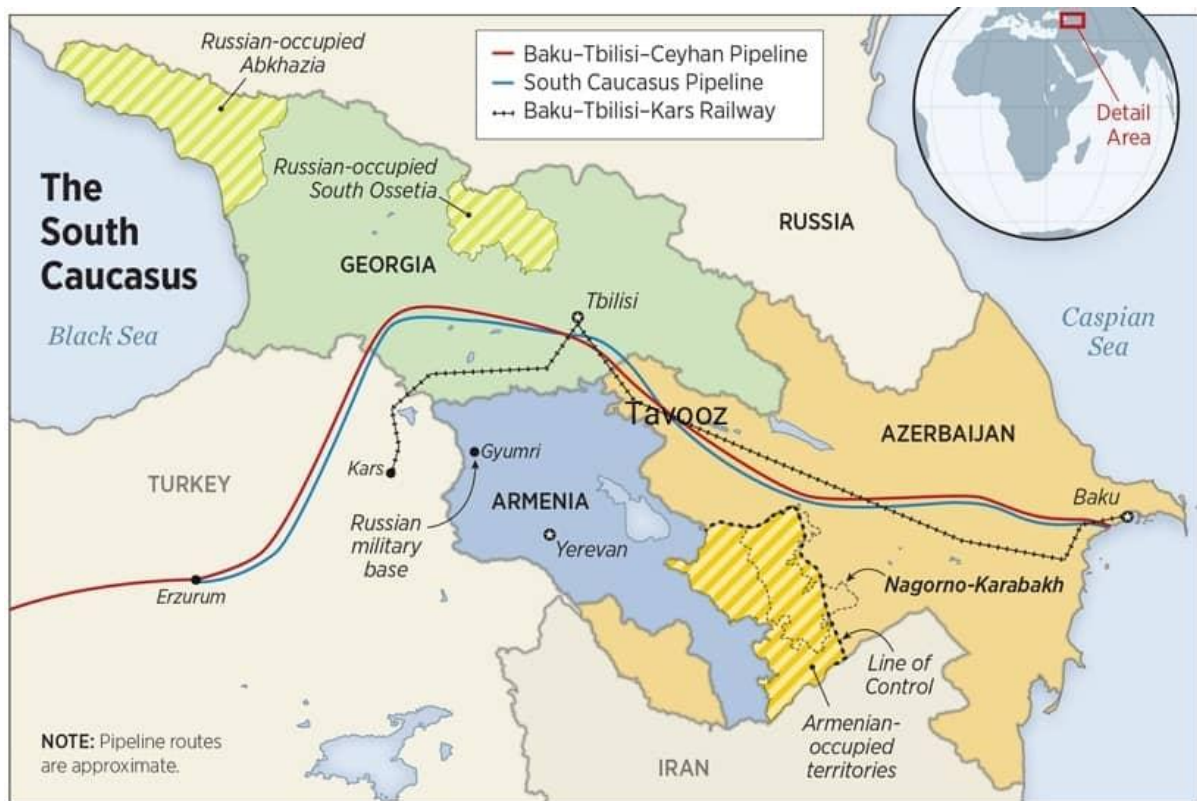 Russian-occupied
Abkhazia
Baku–Tbilisi–Ceyhan Pipeline
South Caucasus Pipeline
Baku–Tbilisi–Kars Railway
Detail
Area
The
South
Caucasus
Black Sea
Russian-occupied
South Ossetia
GEORGIA
RUSSIA
Tbilisi
Caspian
Sea
Tavooz
AZERBAIJAN
TURKEY
Kars
Gyumri
ARMENIA
Baku
Russian
military
base
Yerevan
Erzurum
Nagorno-Karabakh
Line of
Control
Armenian-
occupied
territories
NOTE: Pipeline routes
are approximate.
IRAN